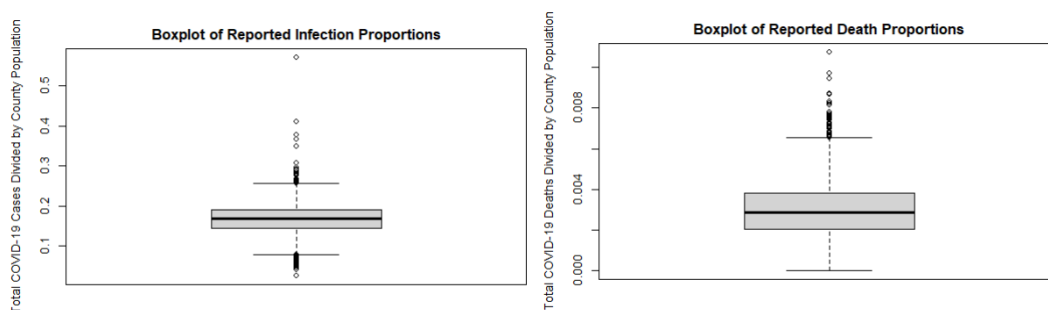 Boxplot of Reported Infection Proportions
Total COVID-19 Cases Divided by County Population
0.5
0.4
0.3
0.2
0.1
Boxplot of Reported Death Proportions
Total COVID-19 Deaths Divided by County Population
0.008
0.004
0.000